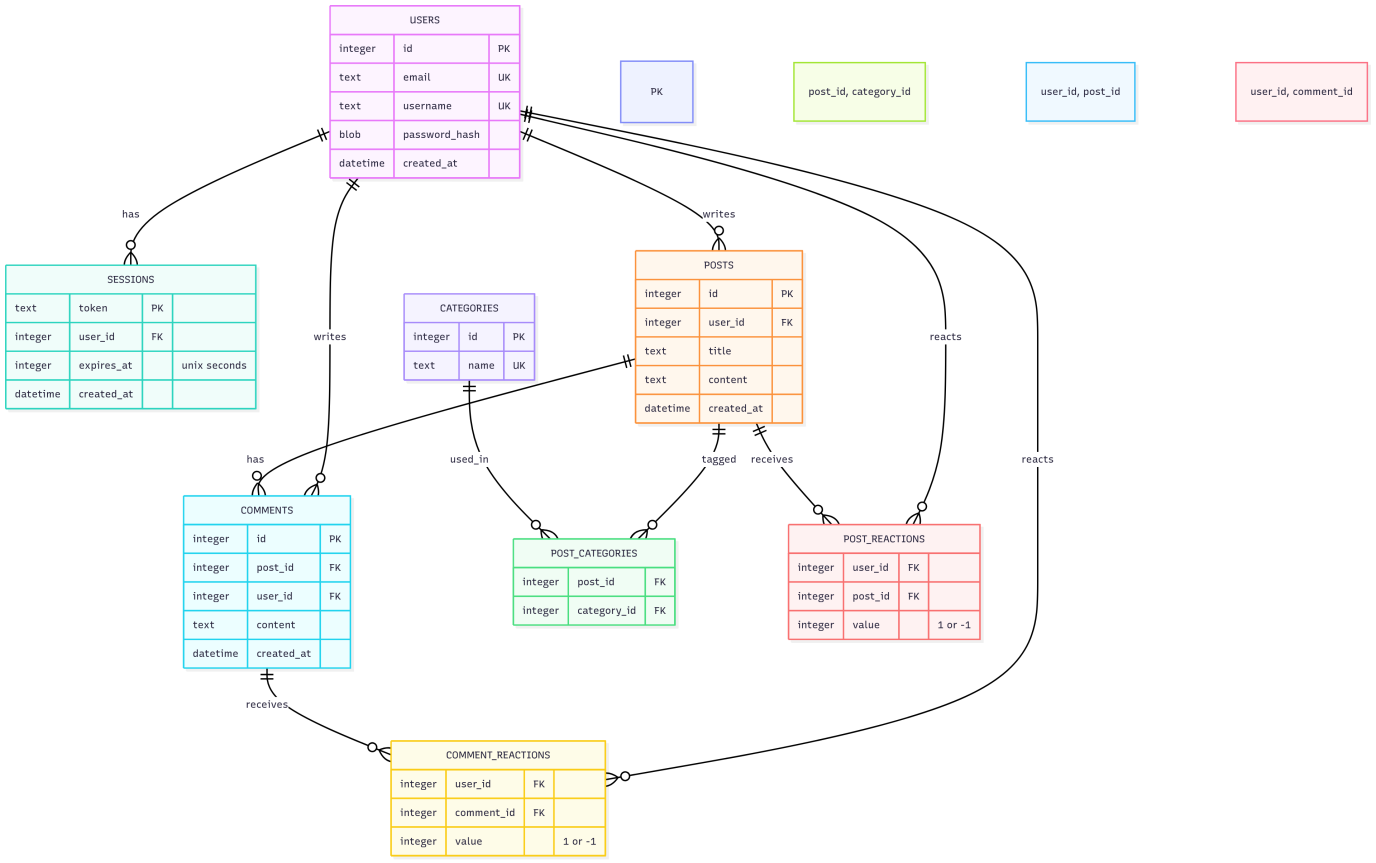 USERS
integer id PK
text email UK
text username UK
blob password_hash
datetime created_at
PK
post_id, category_id
user_id, post_id
user_id, comment_id
has
writes
SESSIONS
text token PK
integer user_id FK
integer expires_at unix seconds
datetime created_at
writes
CATEGORIES
integer id PK
text name UK
POSTS
integer id PK
integer user_id FK
text title
text content
datetime created_at
reacts
reacts
has
used_in
tagged
receives
COMMENTS
integer id PK
integer post_id FK
integer user_id FK
text content
datetime created_at
POST_CATEGORIES
integer post_id FK
integer category_id FK
POST_REACTIONS
integer user_id FK
integer post_id FK
integer value 1 or -1
receives
COMMENT_REACTIONS
integer user_id FK
integer comment_id FK
integer value 1 or -1